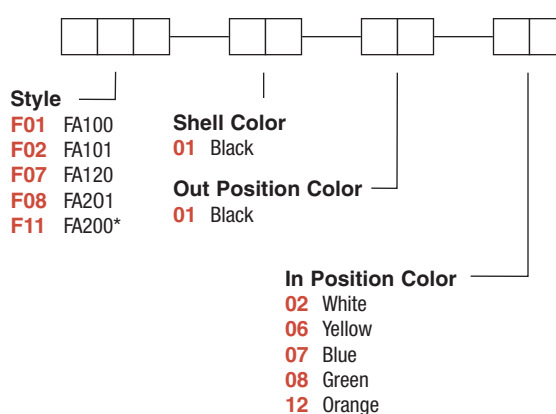 Style
F01 FA100
F02 FA101
F07 FA120
F08 FA201
F11 FA200*
Shell Color
01 Black
Out Position Color
01 Black
In Position Color
02 White
06 Yellow
07 Blue
08 Green
12 Orange